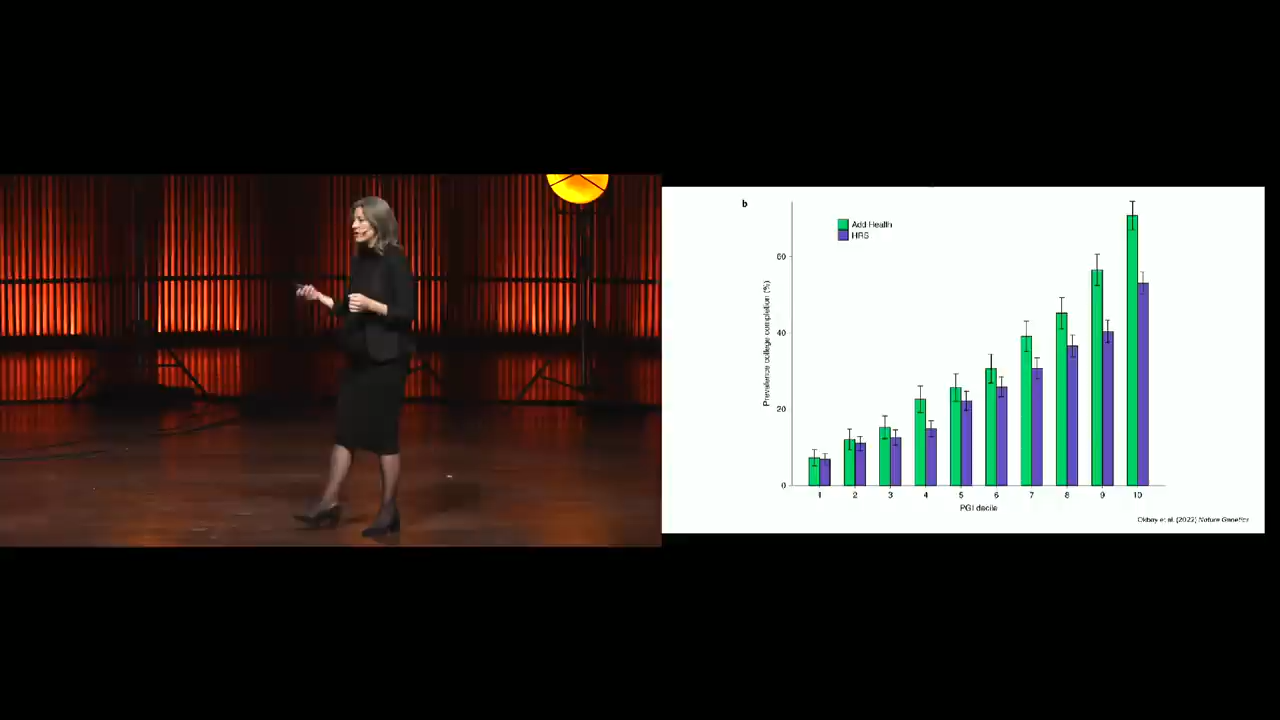 b
Add Health
HRS
Prevalence college completion (%)
60
40
20
0
1 2 3 4 5 6 7 8 9 10
PGI decile
Okbay et al. (2022) Nature Genetics